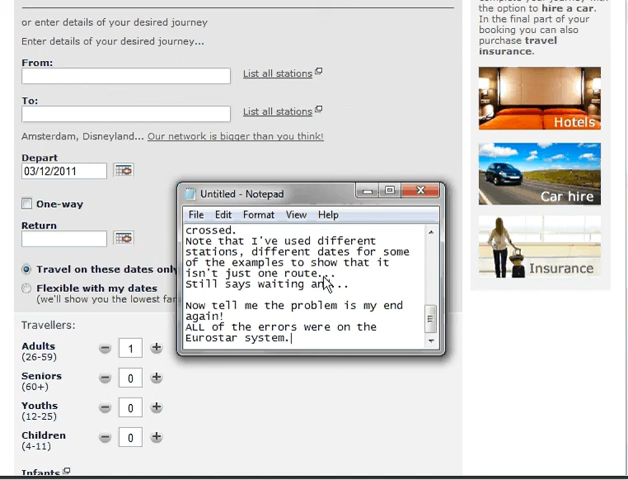 complete your journey with
the option to hire a car.
In the final part of your
booking you can also
purchase travel
insurance.
or enter details of your desired journey
Enter details of your desired journey...
From:
List all stations
To:
List all stations
Amsterdam, Disneyland... Our network is bigger than you think!
Depart
03/12/2011
One-way
Return
Travel on these dates only
Flexible with my dates
(we'll show you the lowest far
Travellers:
Adults
(26-59)
1
Seniors
(60+)
0
Youths
(12-25)
0
Children
(4-11)
0
Infants
Untitled - Notepad
File Edit Format View Help
crossed.
Note that I've used different
stations, different dates for some
of the examples to show that it
isn't just one route...
Still says waiting an...
Now tell me the problem is my end
again!
ALL of the errors were on the
Eurostar system.
Hotels
Car hire
Insurance